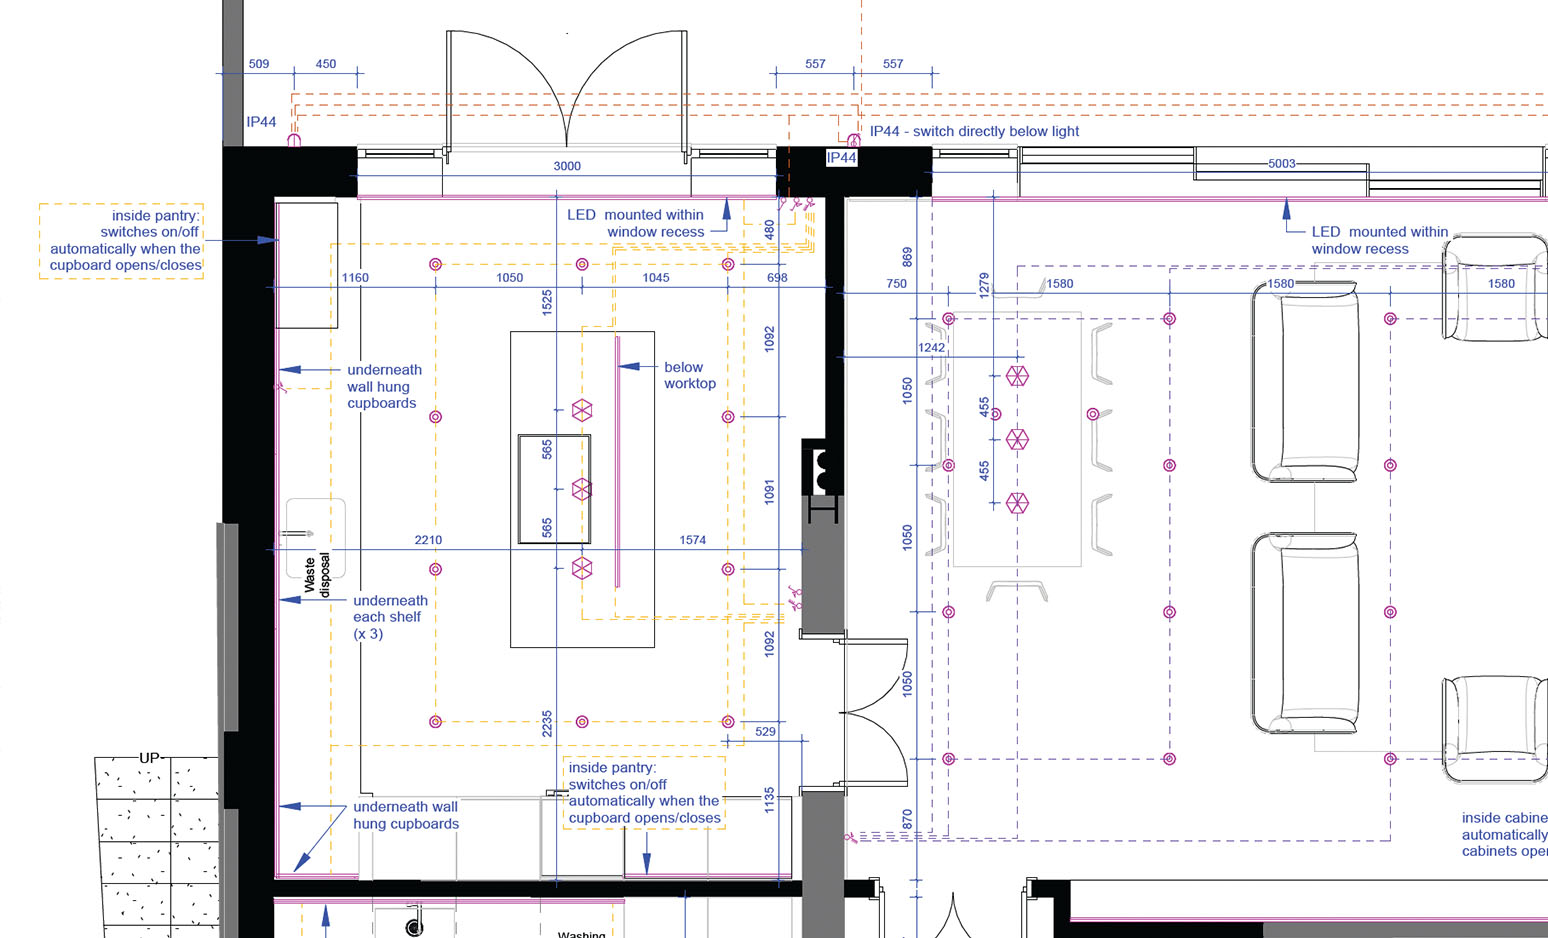 509
450
557
557
IP44
IP44 - switch directly below light
IP44
3000
5003
inside pantry:
switches on/off
automatically when the
cupboard opens/closes
LED mounted within
window recess
480
869
LED mounted within
window recess
1160
1050
1045
698
750
1279
1580
1580
1580
1525
1092
1242
underneath
wall hung
cupboards
below
worktop
1050
455
565
455
1091
2210
565
1574
1050
Waste
disposal
underneath
each shelf
(x 3)
1092
1050
2235
529
UP
inside pantry:
switches on/off
automatically when the
cupboard opens/closes
1135
870
underneath wall
hung cupboards
inside cabine
automatically
cabinets oper
Washing